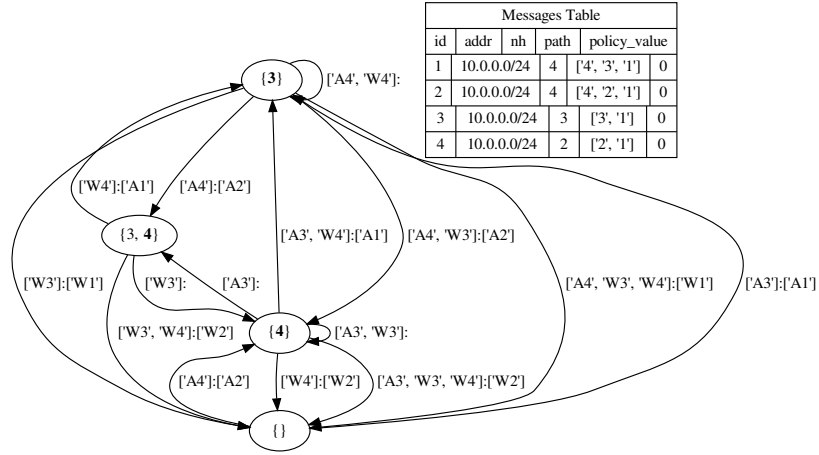 Messages Table
id addr nh path policy_value
1 10.0.0.0/24 4 ['4', '3', '1'] 0
2 10.0.0.0/24 4 ['4', '2', '1'] 0
3 10.0.0.0/24 3 ['3', '1'] 0
4 10.0.0.0/24 2 ['2', '1'] 0
{3}
['A4', 'W4']:
['W4']:['A1']
['A4']:['A2']
{3, 4}
['A3', 'W4']:['A1']
['A4', 'W3']:['A2']
['W3']:['W1']
['W3']:
['A3']:
['A4', 'W3', 'W4']:['W1']
['A3']:['A1']
['W3', 'W4']:['W2']
{4}
['A3', 'W3']:
['A4']:['A2']
['W4']:['W2']
['A3', 'W3', 'W4']:['W2']
{}